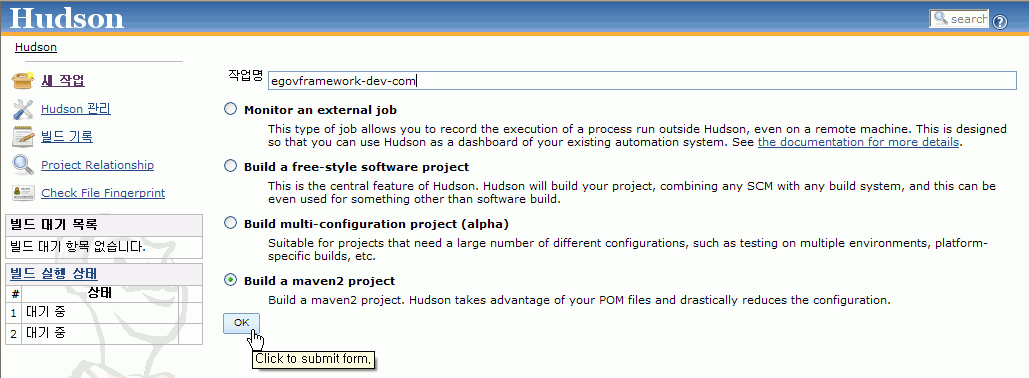 Hudson
search
?
Hudson
새 작업
Hudson 관리
빌드 기록
Project Relationship
Check File Fingerprint
빌드 대기 목록
빌드 대기 항목 없습니다.
빌드 실행 상태
# 상태
1 대기 중
2 대기 중
작업명 egovframework-dev-com
Monitor an external job
This type of job allows you to record the execution of a process run outside Hudson, even on a remote machine. This is designed
so that you can use Hudson as a dashboard of your existing automation system. See the documentation for more details.
Build a free-style software project
This is the central feature of Hudson. Hudson will build your project, combining any SCM with any build system, and this can be
even used for something other than software build.
Build multi-configuration project (alpha)
Suitable for projects that need a large number of different configurations, such as testing on multiple environments, platform-
specific builds, etc.
Build a maven2 project
Build a maven2 project. Hudson takes advantage of your POM files and drastically reduces the configuration.
OK
Click to submit form,